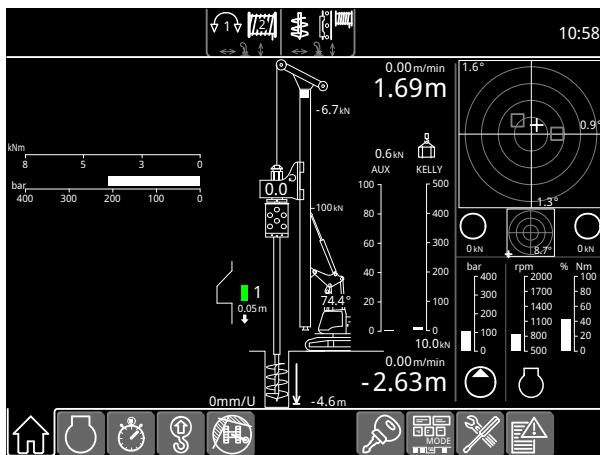 1 2
10:58
0.00 m/min
1.69m
1.6°
0.9°
1.3°
-6.7 kN
kNm
8 5 3 0
bar
400 300 200 100 0
0.0
0.6 kN
AUX KELLY
100 500
80 400
60 300
40 200
20 100
0 0
100 kN
10.0 kN
0 kN
8.7°
0 kN
1
0.05 m
74.4°
bar rpm % Nm
400 2000 100
300 1700 80
200 1400 60
1100 40
100 800 20
0 500 0
0.00 m/min
-2.63m
0mm/U
-4.6 m
MODE